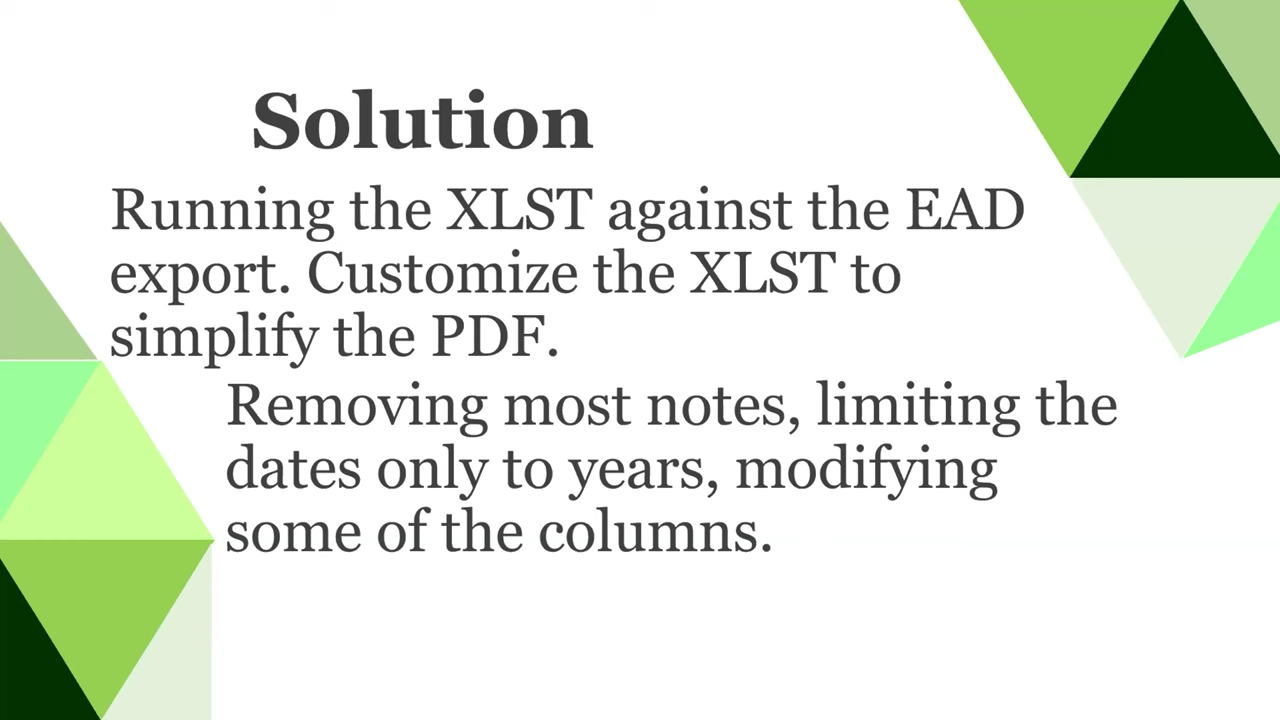 Solution
Running the XLST against the EAD
export. Customize the XLST to
simplify the PDF.
Removing most notes, limiting the
dates only to years, modifying
some of the columns.